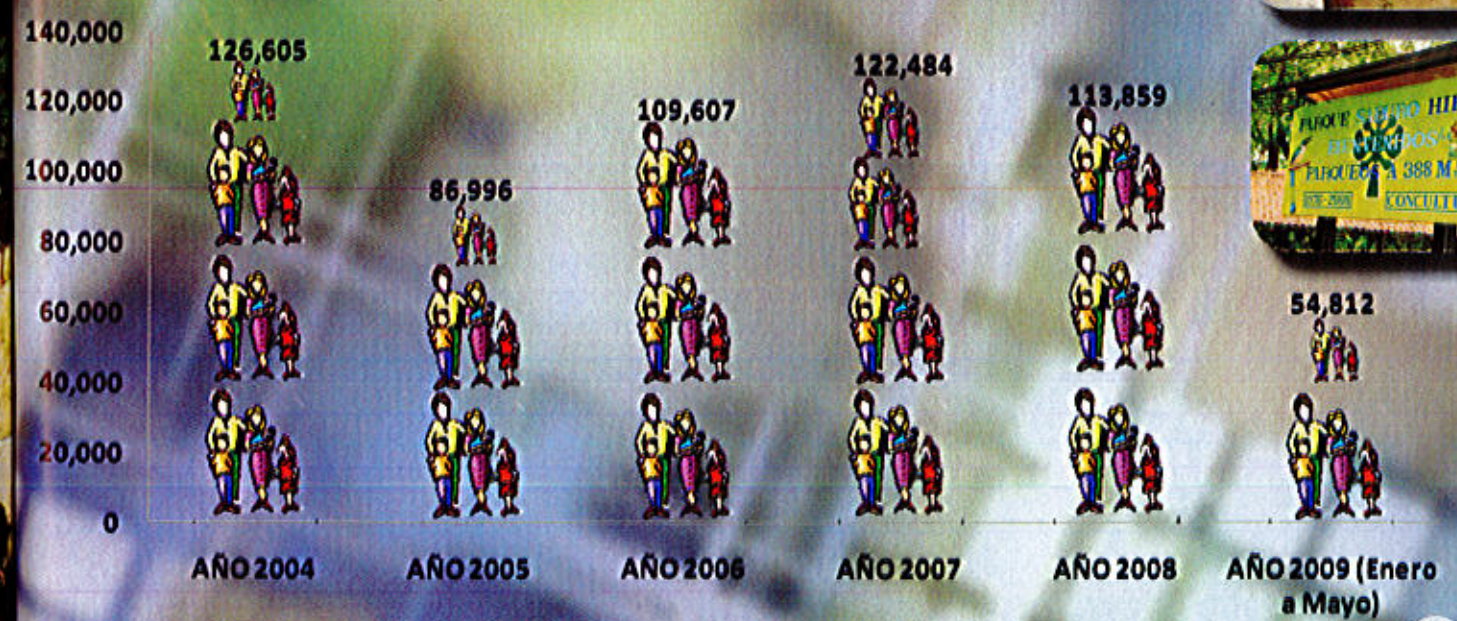 140,000
120,000
100,000
80,000
60,000
40,000
20,000
0
126,605
86,996
109,607
122,484
113,859
54,812
AÑO 2004
AÑO 2005
AÑO 2006
AÑO 2007
AÑO 2008
AÑO 2009 (Enero
a Mayo)
PARQUE
PARQUEOS A 388 M